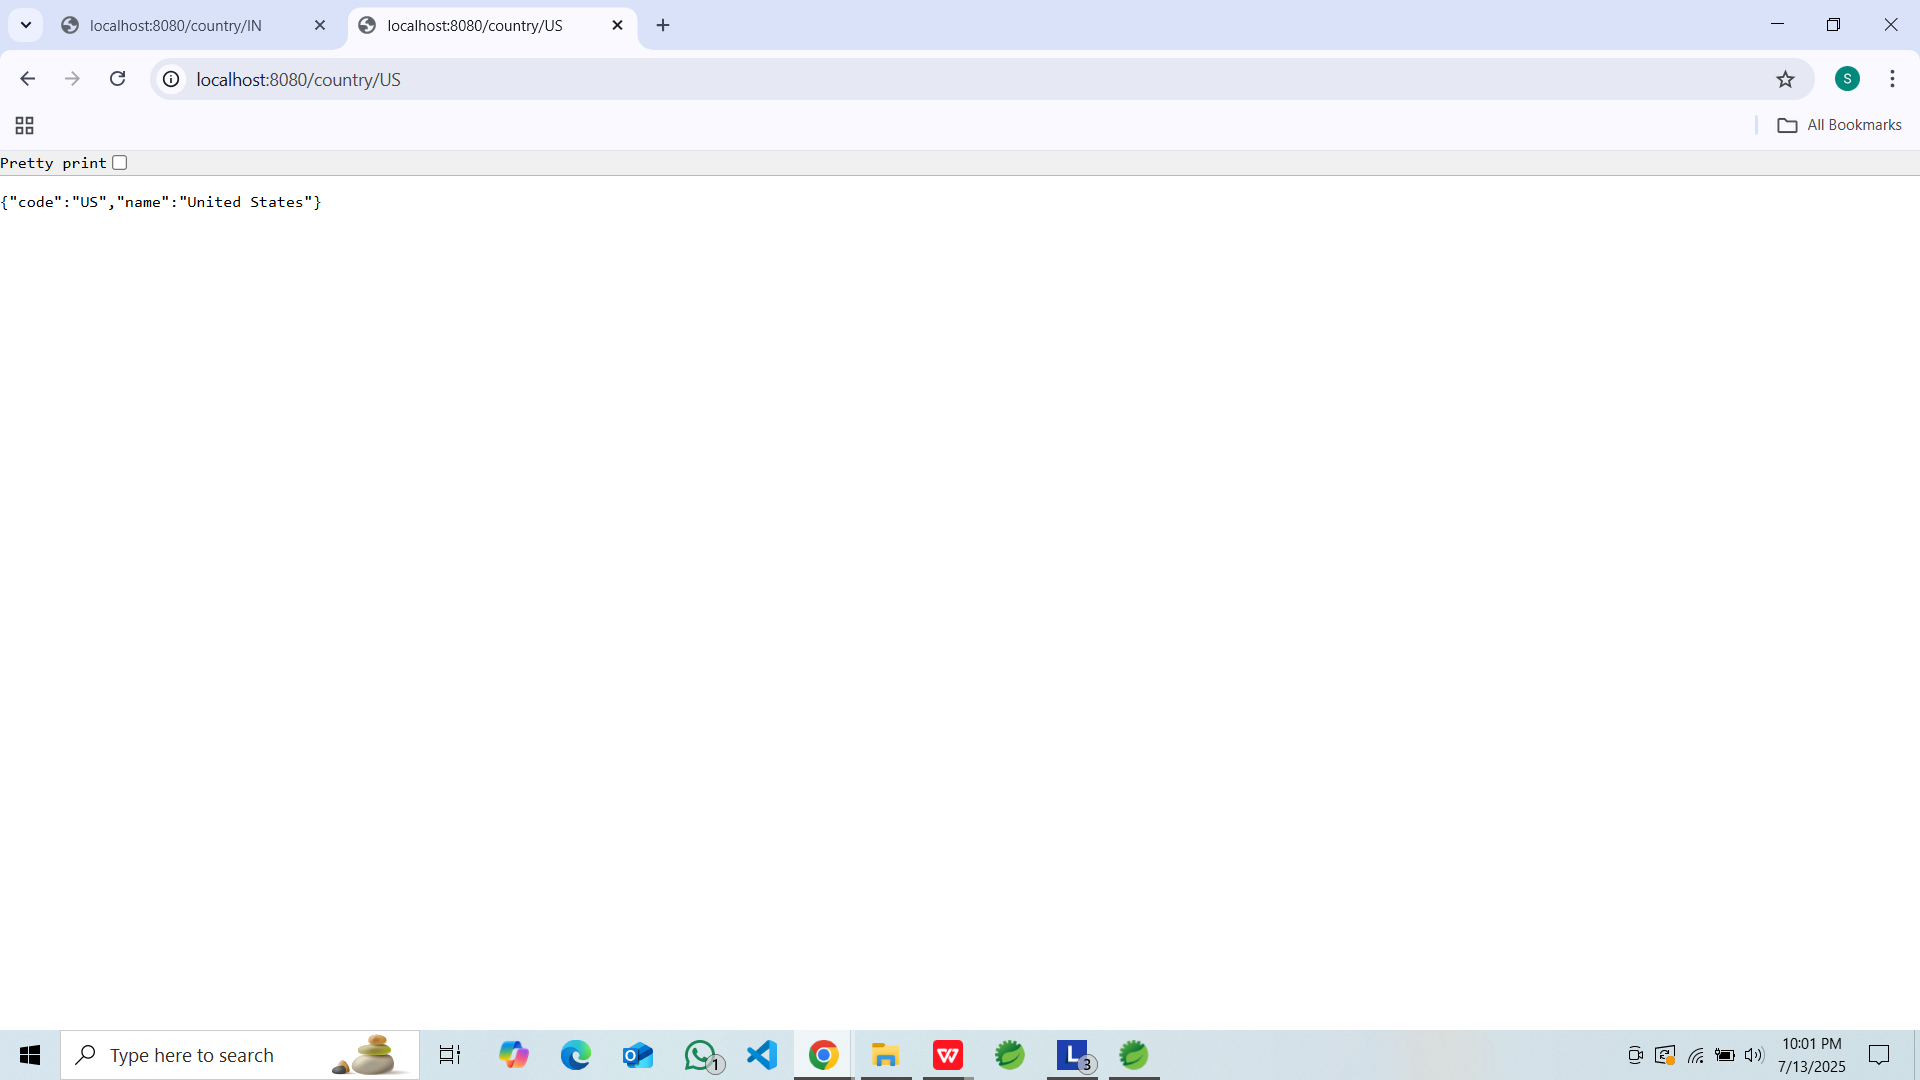 localhost:8080/country/IN
localhost:8080/country/US
localhost:8080/country/US
S
All Bookmarks
Pretty print
{"code":"US","name":"United States"}
Type here to search
1
W
L
3
10:01 PM
7/13/2025